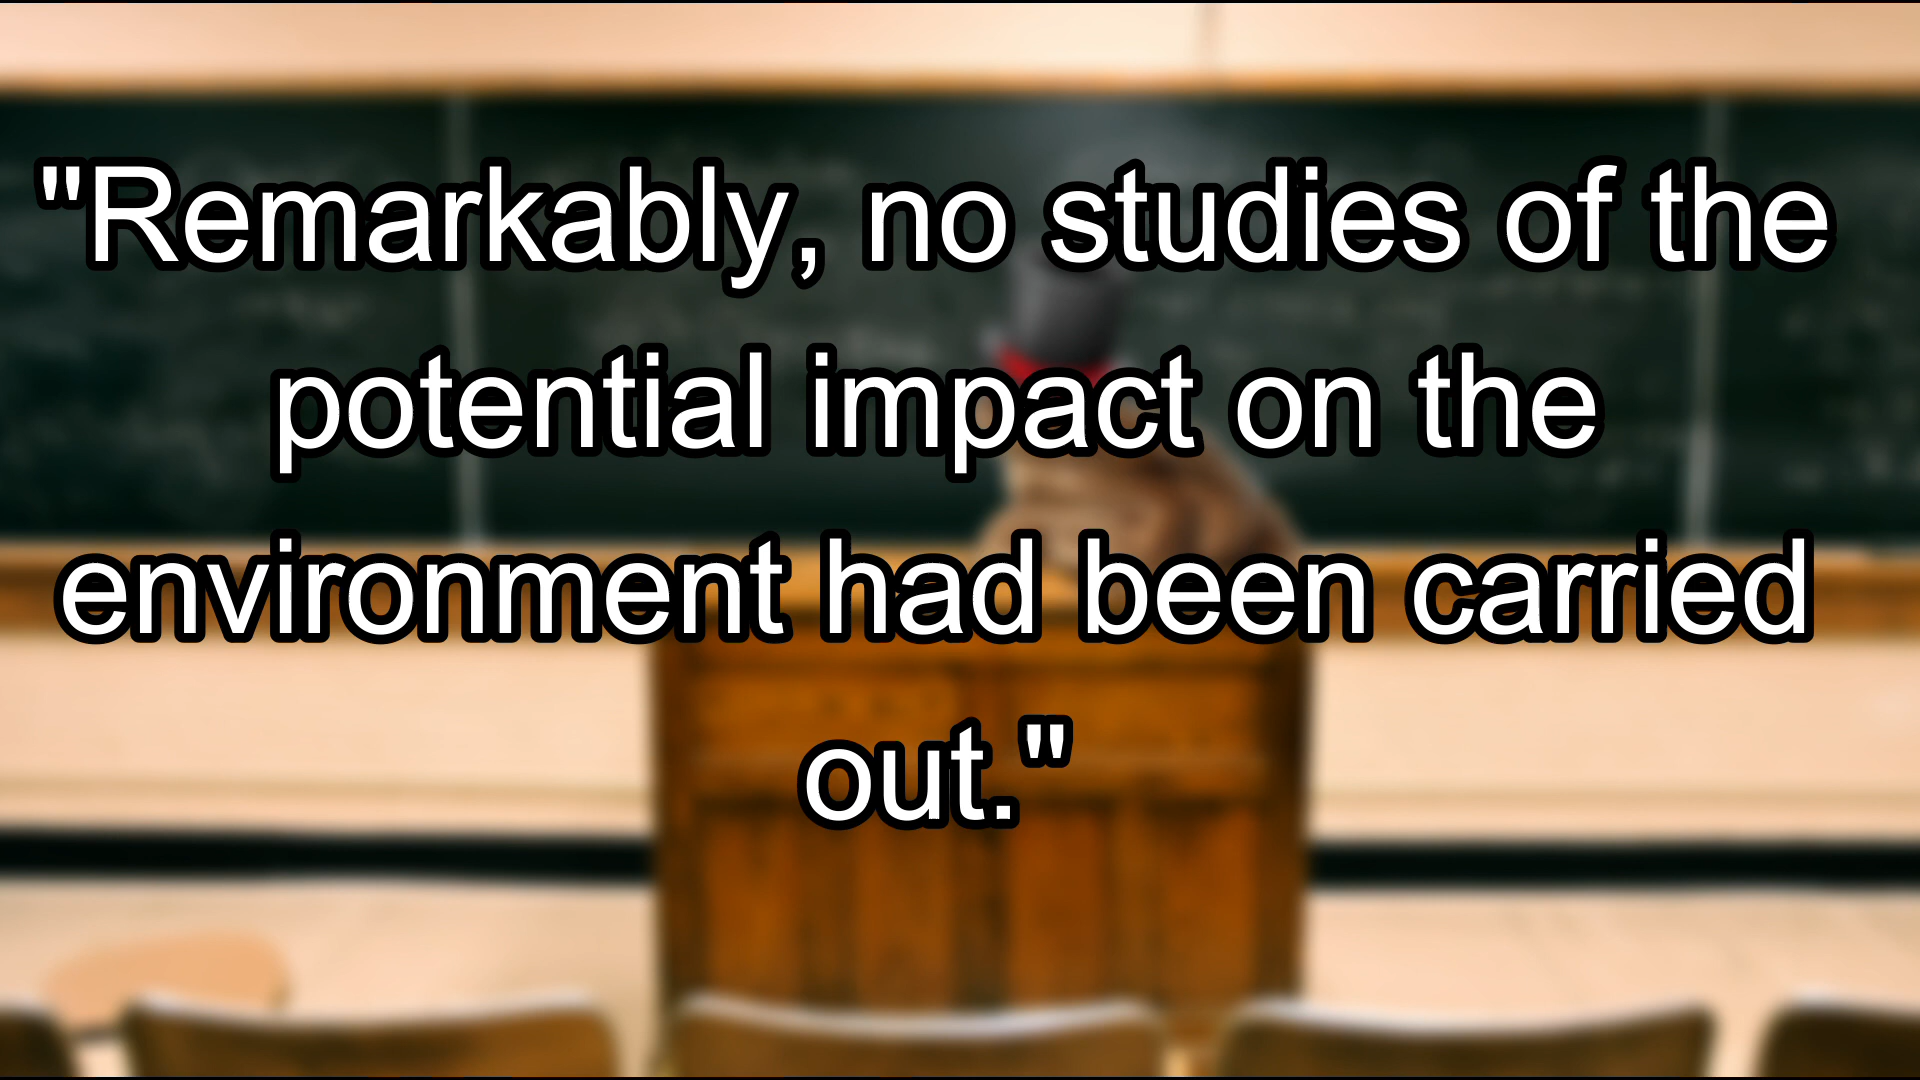 "Remarkably, no studies of the
potential impact on the
environment had been carried
out."